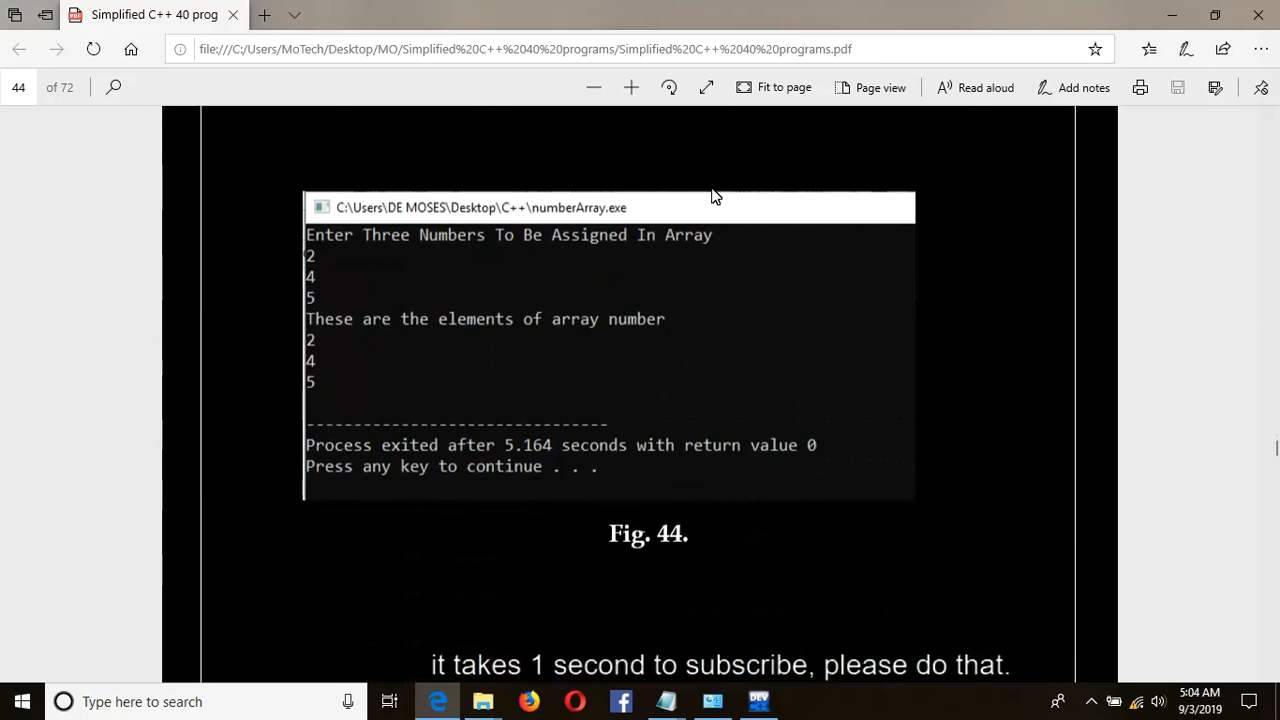 Simplified C++ 40 prog
file:///C:/Users/MoTech/Desktop/MO/Simplified%20C++%2040%20programs/Simplified%20C++%2040%20programs.pdf
44 of 72
Fit to page
Page view
Read aloud
Add notes
C:\Users\DE MOSES\Desktop\C++\numberArray.exe
Enter Three Numbers To Be Assigned In Array
2
4
5
These are the elements of array number
2
4
5
--------------------------------
Process exited after 5.164 seconds with return value 0
Press any key to continue . . .
Fig. 44.
it takes 1 second to subscribe, please do that.
Type here to search
DEV
5:04 AM
9/3/2019